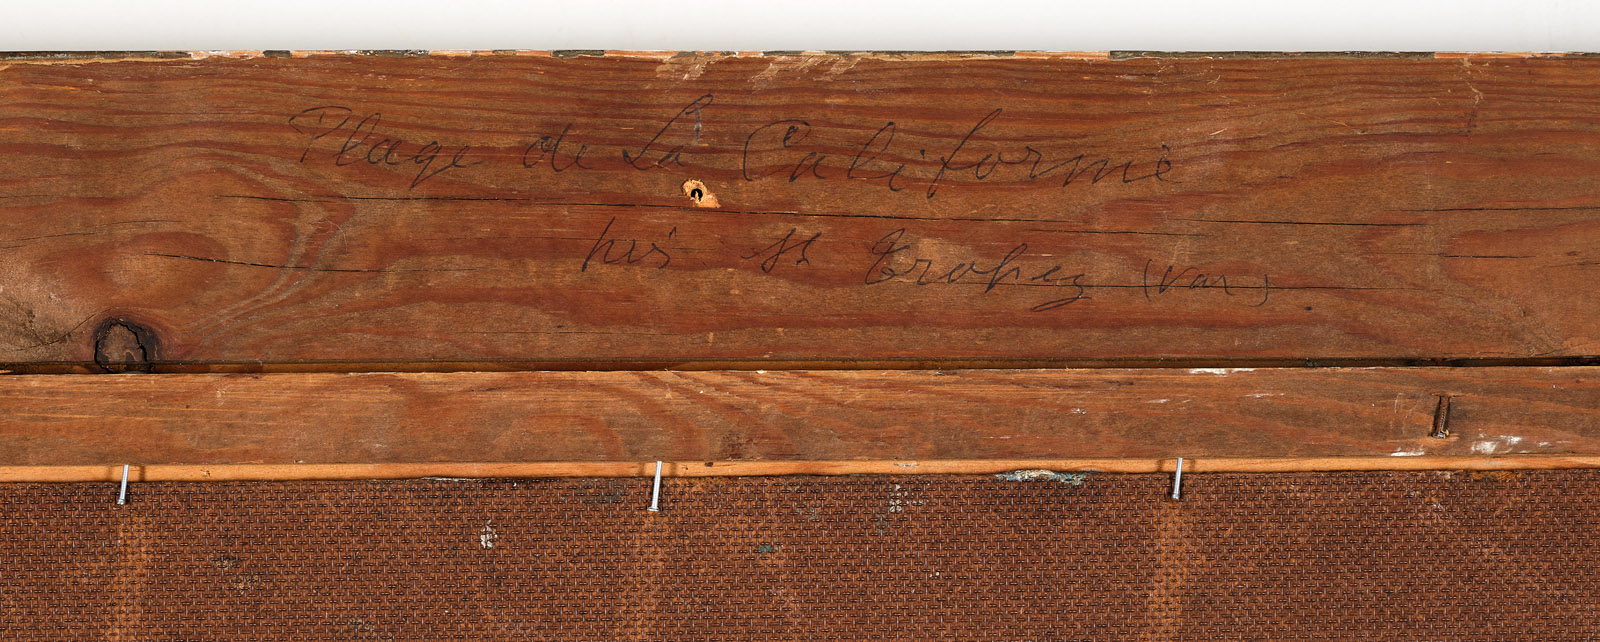 Plage de La Californie
près St Tropez (Var)